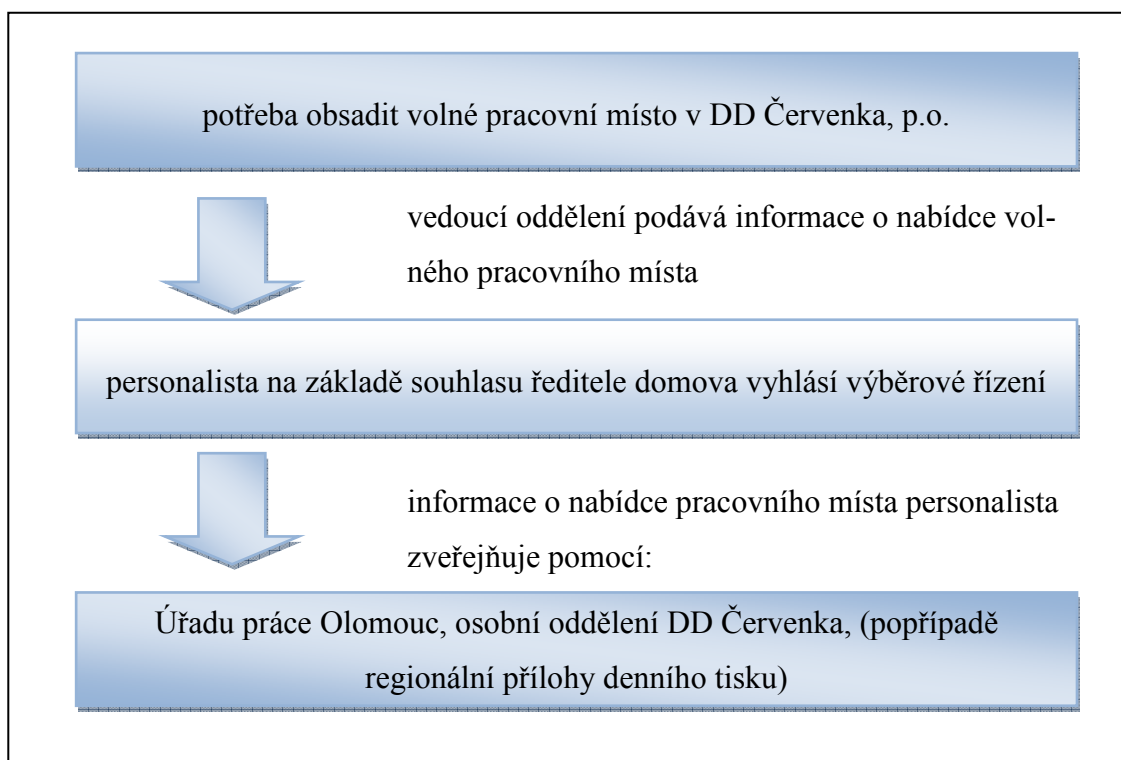 potřeba obsadit volné pracovní místo v DD Červenka, p.o.
vedoucí oddělení podává informace o nabídce vol-
ného pracovního místa
personalista na základě souhlasu ředitele domova vyhlásí výběrové řízení
informace o nabídce pracovního místa personalista
zveřejňuje pomocí:
Úřadu práce Olomouc, osobní oddělení DD Červenka, (popřípadě
regionální přílohy denního tisku)